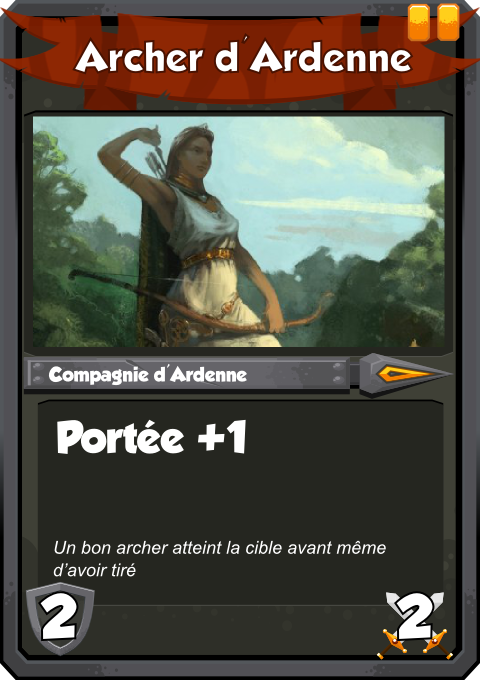 Archer d'Ardenne
Compagnie d'Ardenne
Portée +1
Un bon archer atteint la cible avant même
d'avoir tiré
2
2